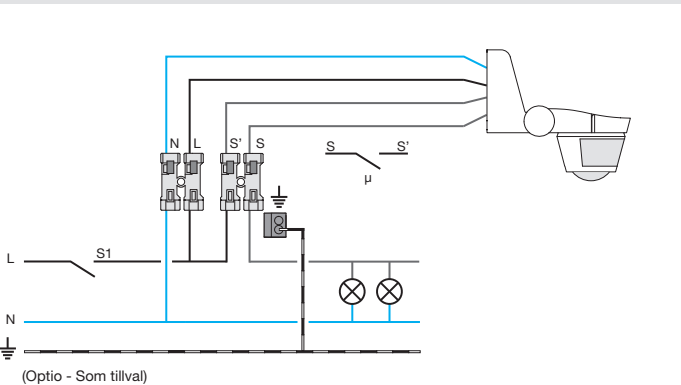 N L S' S
S S'
µ
L S1
N
(Optio - Som tillval)